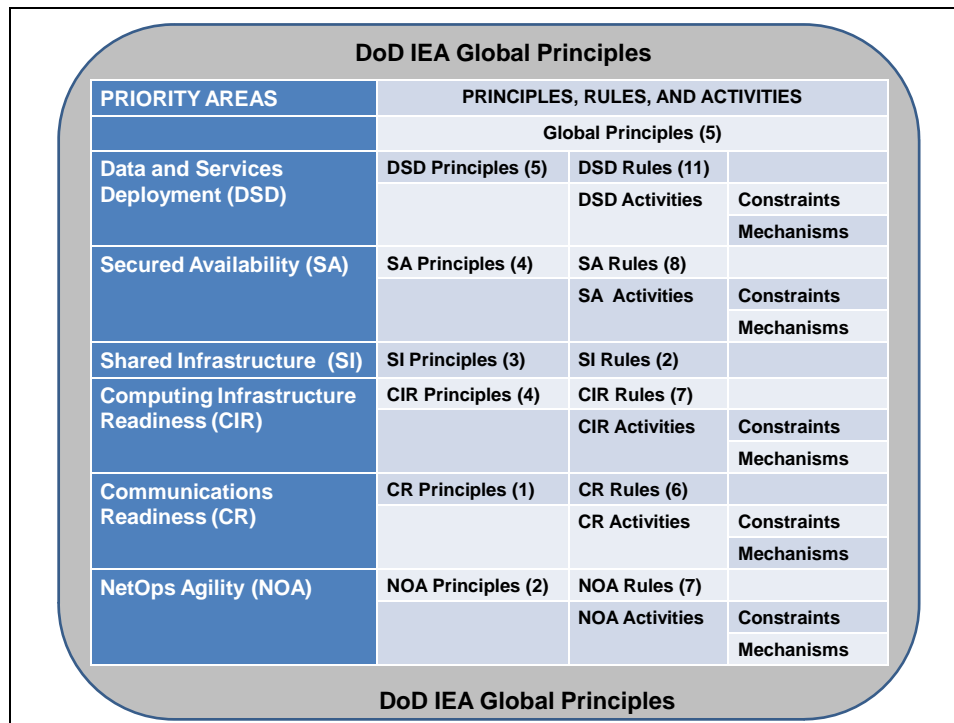 DoD IEA Global Principles
PRIORITY AREAS
PRINCIPLES, RULES, AND ACTIVITIES
Global Principles (5)
Data and Services
Deployment (DSD)
DSD Principles (5)
DSD Rules (11)
DSD Activities
Constraints
Mechanisms
Secured Availability (SA)
SA Principles (4)
SA Rules (8)
SA Activities
Constraints
Mechanisms
Shared Infrastructure (SI)
SI Principles (3)
SI Rules (2)
Computing Infrastructure
Readiness (CIR)
CIR Principles (4)
CIR Rules (7)
CIR Activities
Constraints
Mechanisms
Communications
Readiness (CR)
CR Principles (1)
CR Rules (6)
CR Activities
Constraints
Mechanisms
NetOps Agility (NOA)
NOA Principles (2)
NOA Rules (7)
NOA Activities
Constraints
Mechanisms
DoD IEA Global Principles